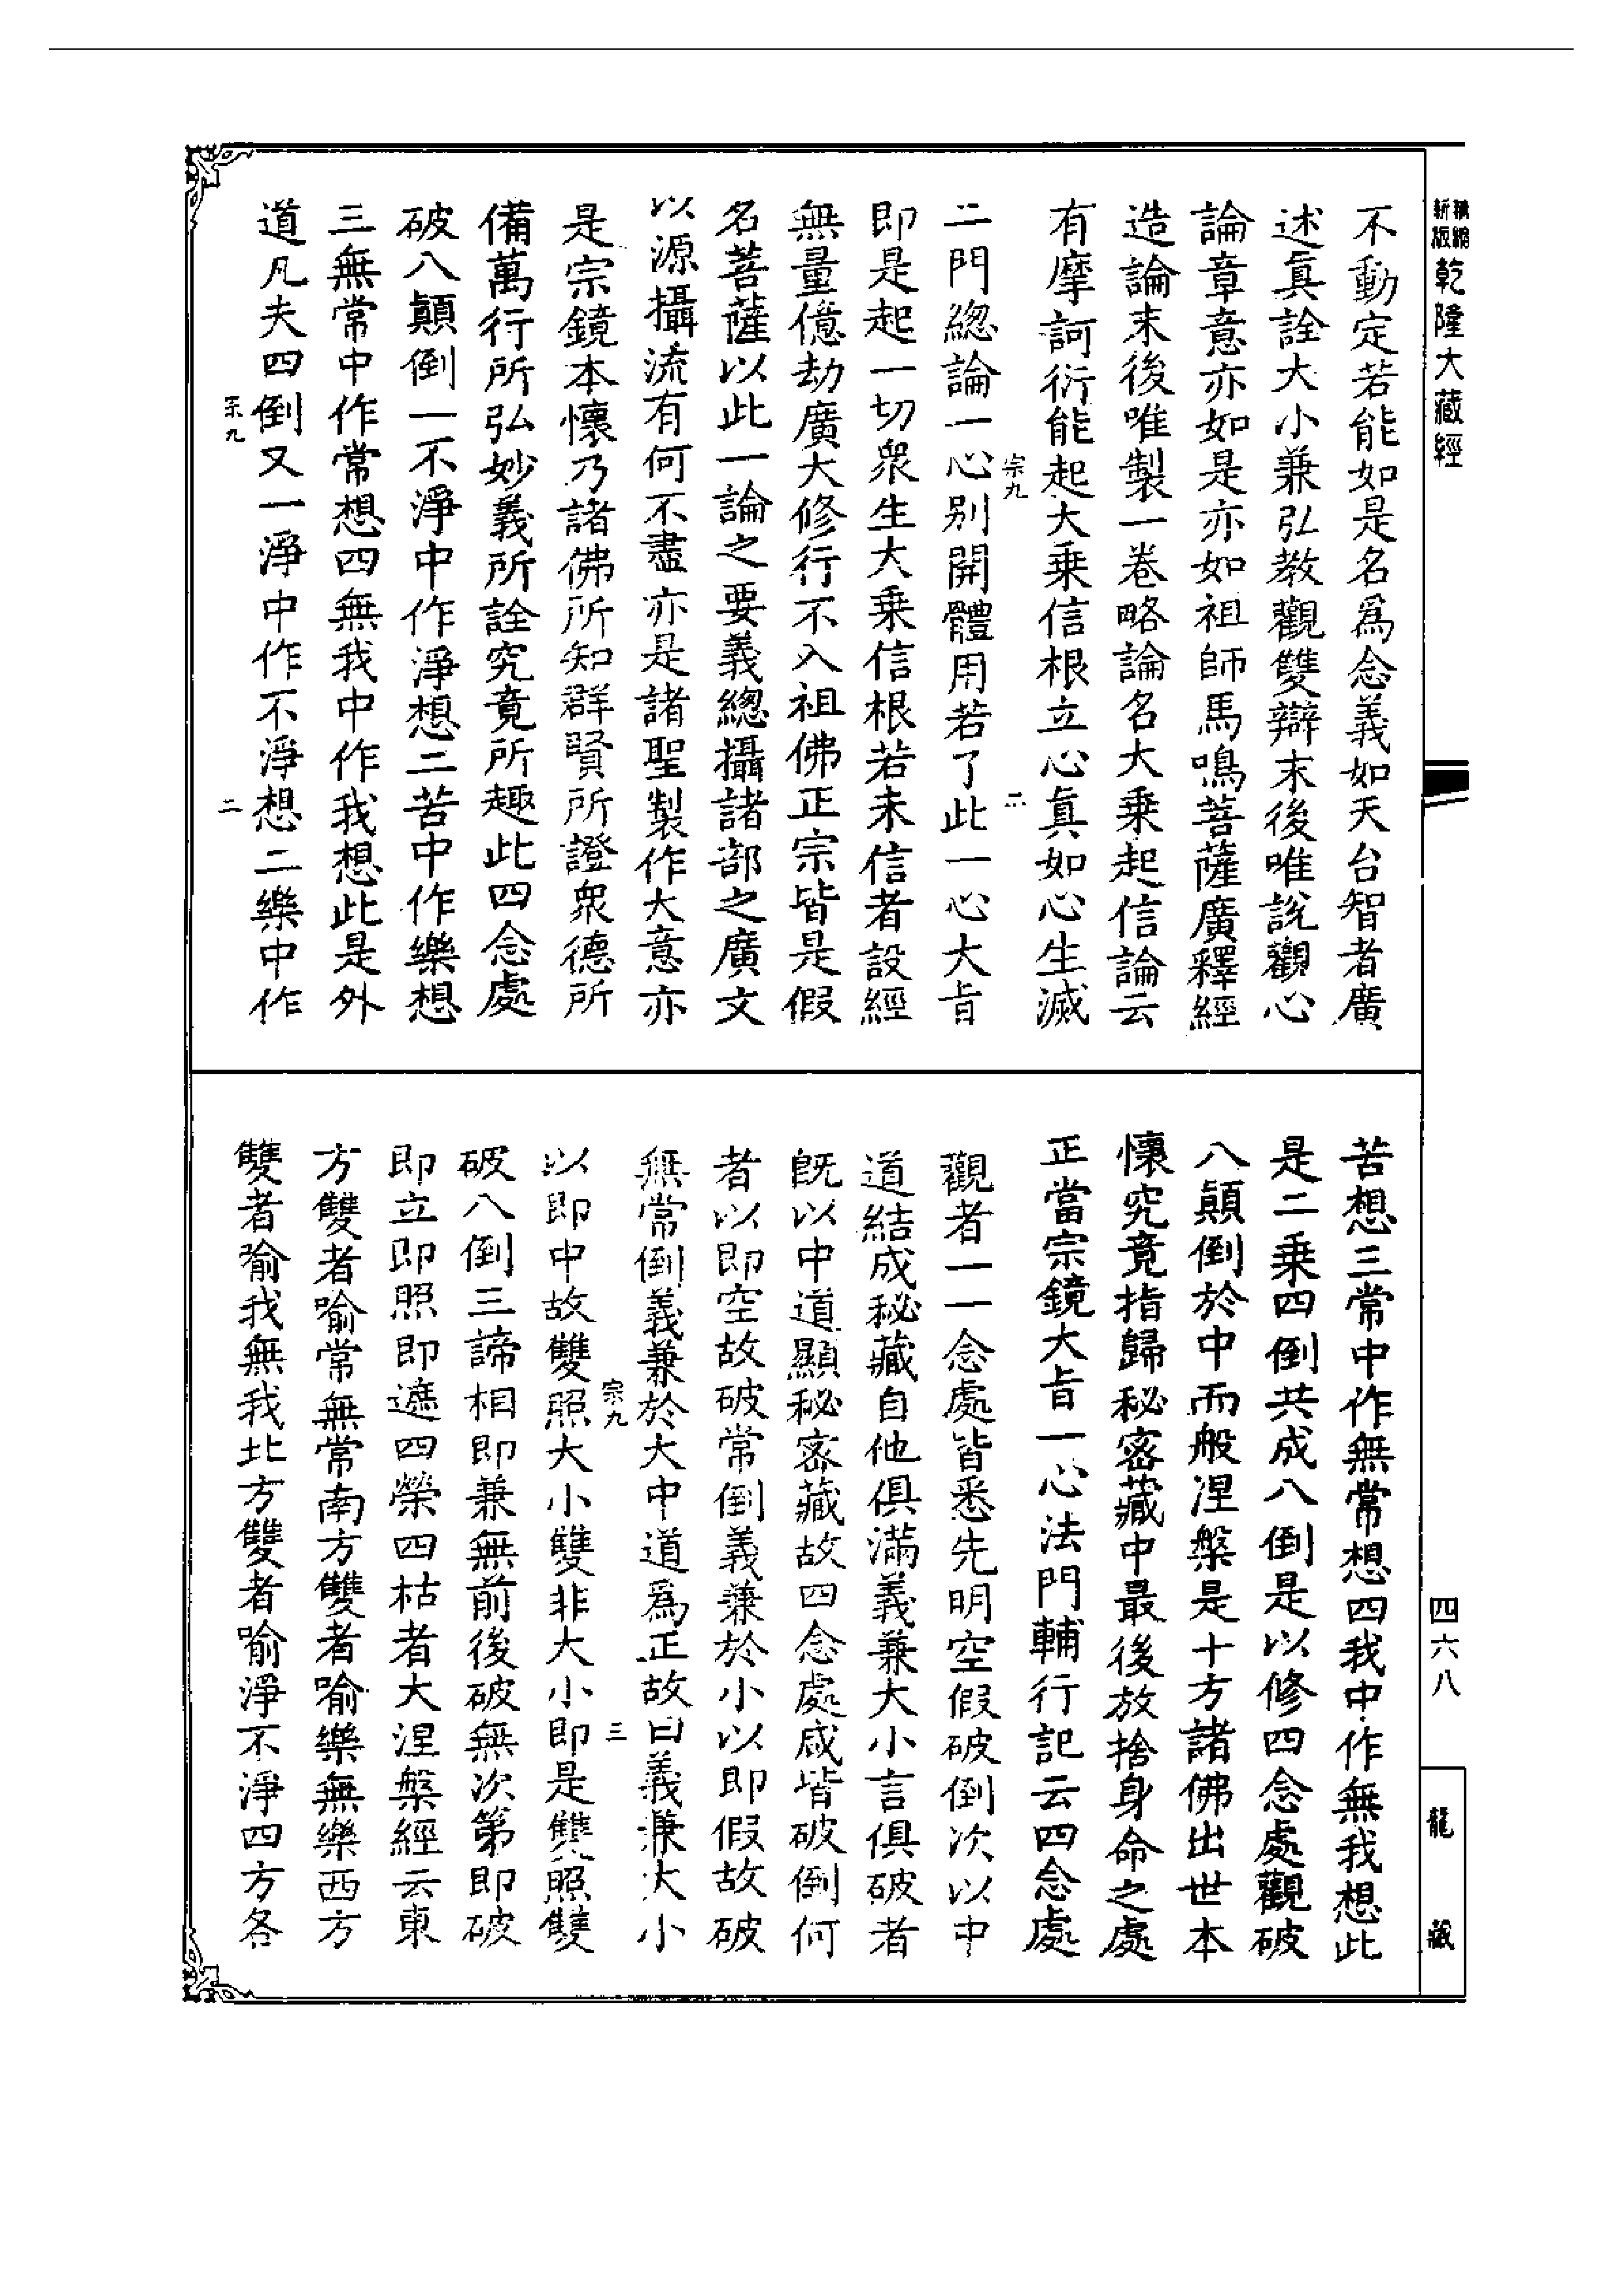 精縮新版乾隆大藏經
四六八
龍藏
不動定若能如是名爲念義如天台智者廣
述眞詮大小兼弘教觀雙辯末後唯說觀心
論章意亦如是亦如祖師馬鳴菩薩廣釋經
造論末後唯製一卷略論名大乘起信論云
有摩訶衍能起大乘信根立心眞如心生滅
宗九 二
二門總論一心別開體用若了此一心大旨
即是起一切衆生大乘信根若未信者設經
無量億劫廣大修行不入祖佛正宗皆是假
名菩薩以此一論之要義總攝諸部之廣文
以源攝流有何不盡亦是諸聖製作大意亦
是宗鏡本懷乃諸佛所知群賢所證衆德所
備萬行所弘妙義所詮究竟所趣此四念處
破八顛倒一不淨中作淨想二苦中作樂想
三無常中作常想四無我中作我想此是外
道凡夫四倒又一淨中作不淨想二樂中作
宗九 二
苦想三常中作無常想四我中作無我想此
是二乘四倒共成八倒是以修四念處觀破
八顛倒於中而般涅槃是十方諸佛出世本
懷究竟指歸秘密藏中最後放捨身命之處
正當宗鏡大旨一心法門輔行記云四念處
觀者一一念處皆悉先明空假破倒次以中
道結成秘藏自他俱滿義兼大小言俱破者
旣以中道顯秘密藏故四念處咸皆破倒何
者以即空故破常倒義兼於小以即假故破
無常倒義兼於大中道爲正故曰義兼大小
宗九 三
以即中故雙照大小雙非大小即是雙照雙
破八倒三諦相即兼無前後破無次第即破
即立即照即遮四榮四枯者大涅槃經云東
方雙者喻常無常南方雙者喻樂無樂西方
雙者喻我無我北方雙者喻淨不淨四方各